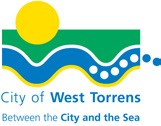 City of West Torrens
Between the City and the Sea